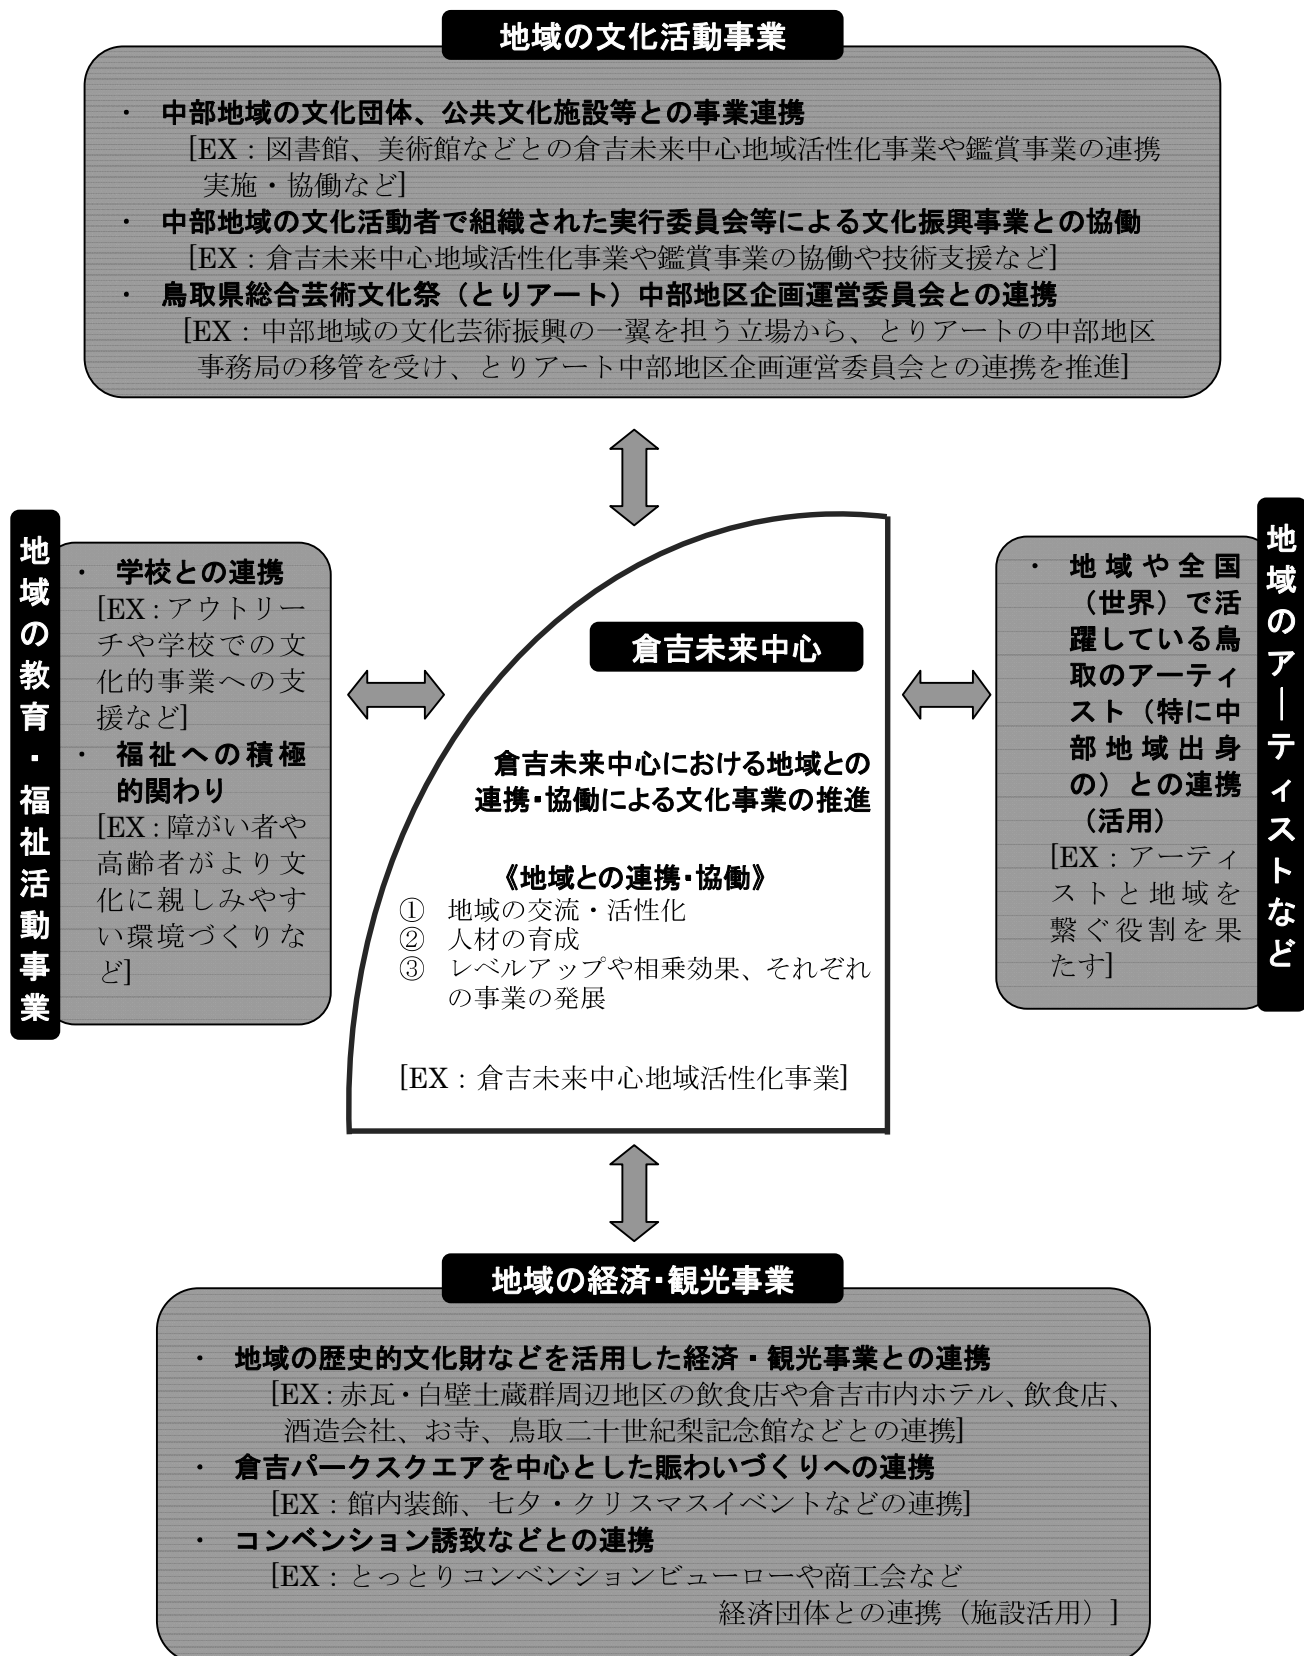 地域の文化活動事業
・ 中部地域の文化団体、公共文化施設等との事業連携
[EX：図書館、美術館などとの倉吉未来中心地域活性化事業や鑑賞事業の連携
実施・協働など]
・ 中部地域の文化活動者で組織された実行委員会等による文化振興事業との協働
[EX：倉吉未来中心地域活性化事業や鑑賞事業の協働や技術支援など]
・ 鳥取県総合芸術文化祭（とりアート）中部地区企画運営委員会との連携
[EX：中部地域の文化芸術振興の一翼を担う立場から、とりアートの中部地区
事務局の移管を受け、とりアート中部地区企画運営委員会との連携を推進]
地域の教育・福祉活動事業
・ 学校との連携
[EX：アウトリー
チや学校での文
化的事業への支
援など]
・ 福祉への積極
的関わり
[EX：障がい者や
高齢者がより文
化に親しみやす
い環境づくりな
ど]
倉吉未来中心
倉吉未来中心における地域との
連携・協働による文化事業の推進
《地域との連携・協働》
① 地域の交流・活性化
② 人材の育成
③ レベルアップや相乗効果、それぞれ
の事業の発展
[EX：倉吉未来中心地域活性化事業]
地域のアーティストなど
・ 地域や全国
（世界）で活
躍している鳥
取のアーティ
スト（特に中
部地域出身
の）との連携
（活用）
[EX：アーティ
ストと地域を
繋ぐ役割を果
たす]
地域の経済・観光事業
・ 地域の歴史的文化財などを活用した経済・観光事業との連携
[EX：赤瓦・白壁土蔵群周辺地区の飲食店や倉吉市内ホテル、飲食店、
酒造会社、お寺、鳥取二十世紀梨記念館などとの連携]
・ 倉吉パークスクエアを中心とした賑わいづくりへの連携
[EX：館内装飾、七夕・クリスマスイベントなどの連携]
・ コンベンション誘致などとの連携
[EX：とっとりコンベンションビューローや商工会など
経済団体との連携（施設活用）]